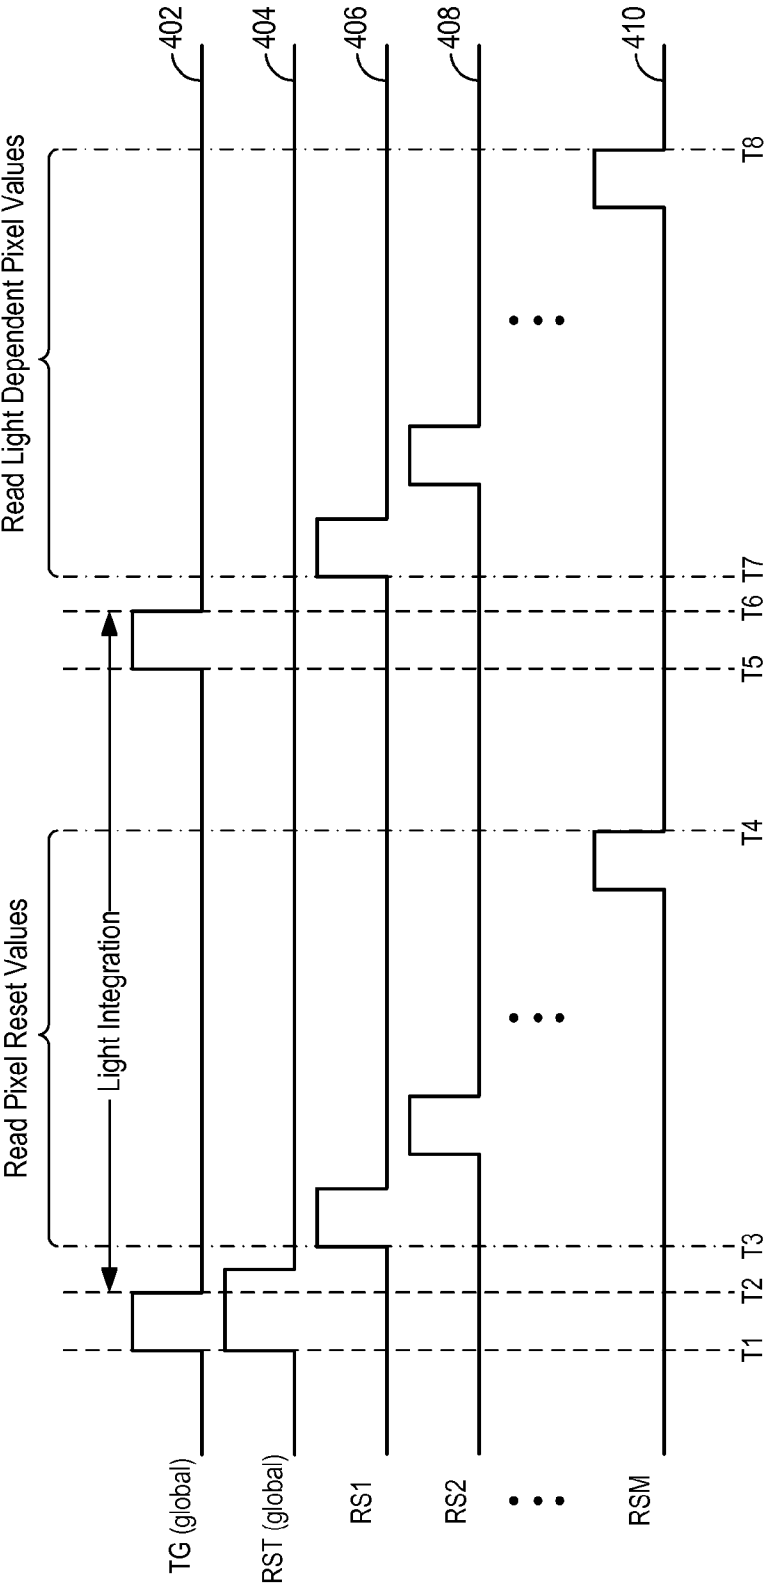 Read Pixel Reset Values
Read Light Dependent Pixel Values
Light Integration
TG (global)
402
RST (global)
404
RS1
406
RS2
408
RSM
410
T1
T2
T3
T4
T5
T6
T7
T8